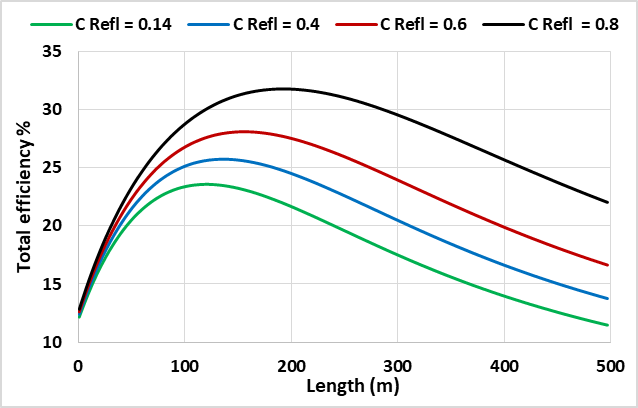 C Refl = 0.14 C Refl = 0.4 C Refl = 0.6 C Refl = 0.8
35
30
25
20
15
10
Total efficiency %
0 100 200 300 400 500
Length (m)